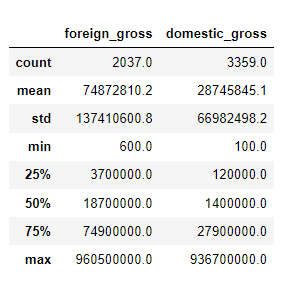 foreign_gross domestic_gross
count 2037.0 3359.0
mean 74872810.2 28745845.1
std 137410600.8 66982498.2
min 600.0 100.0
25% 3700000.0 120000.0
50% 18700000.0 1400000.0
75% 74900000.0 27900000.0
max 960500000.0 936700000.0